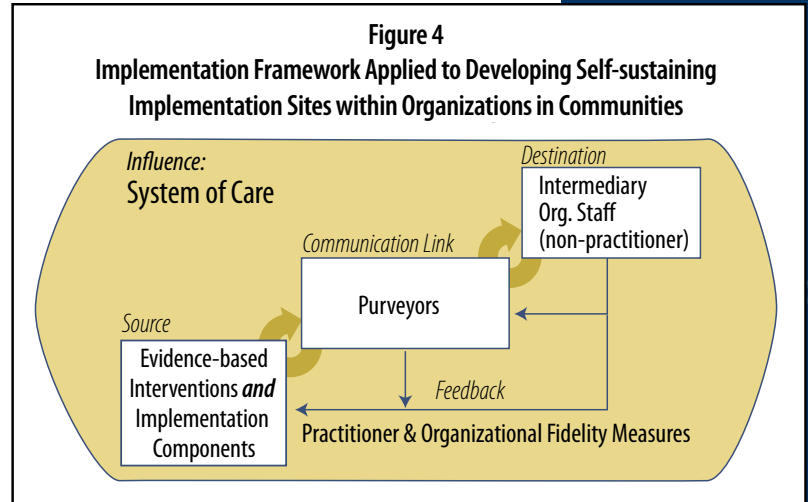 Figure 4
Implementation Framework Applied to Developing Self-sustaining
Implementation Sites within Organizations in Communities
Influence:
System of Care
Destination
Intermediary
Org. Staff
(non-practitioner)
Communication Link
Purveyors
Source
Evidence-based
Interventions and
Implementation
Components
Feedback
Practitioner & Organizational Fidelity Measures